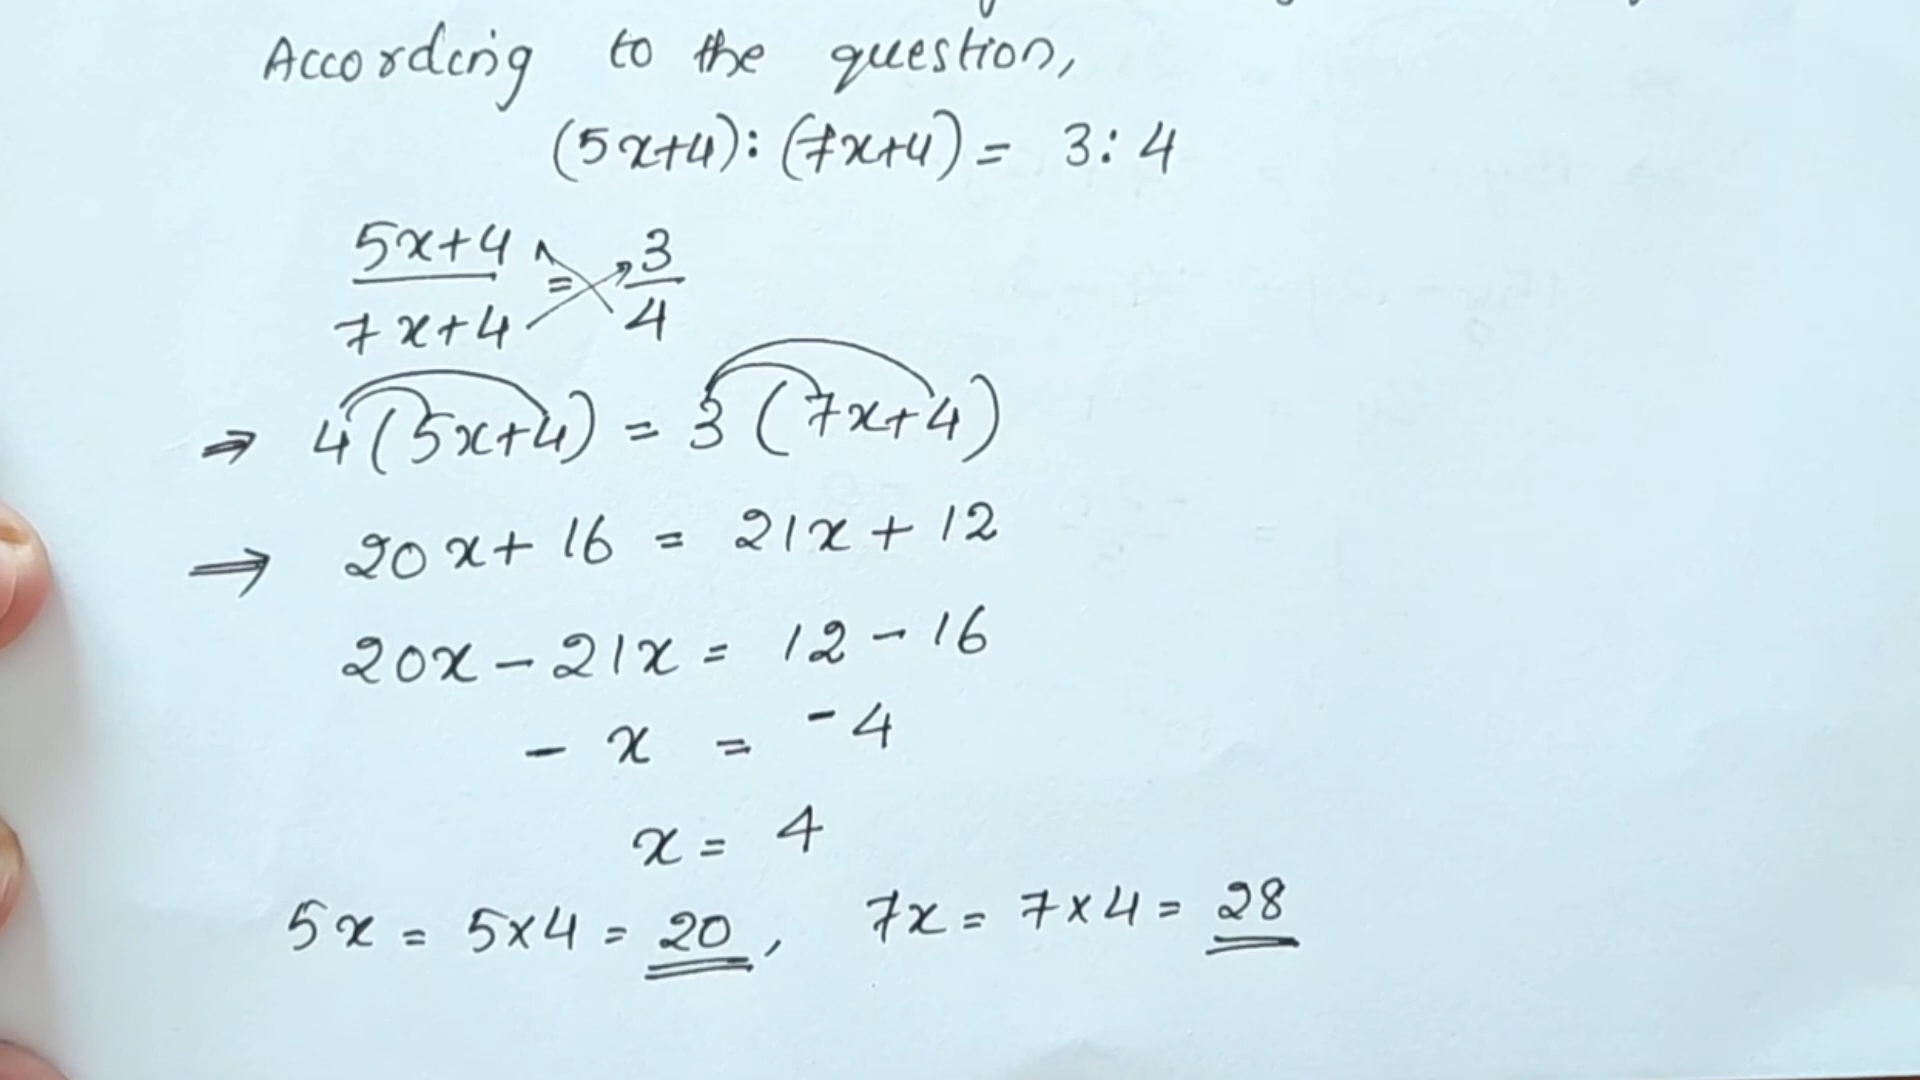 According to the question,
(5x+4):(7x+4) = 3:4
5x+4 = 3
7x+4 4
⇒ 4(5x+4) = 3(7x+4)
⇒ 20x+16 = 21x+12
20x-21x = 12-16
-x = -4
x = 4
5x = 5×4 = 20, 7x = 7×4 = 28